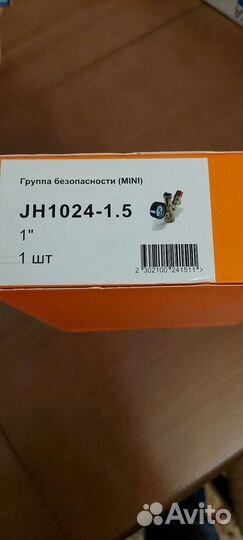 Группа безопасности (MINI)
JH1024-1.5
1"
1 шт
2 302100 241511 >
Avito